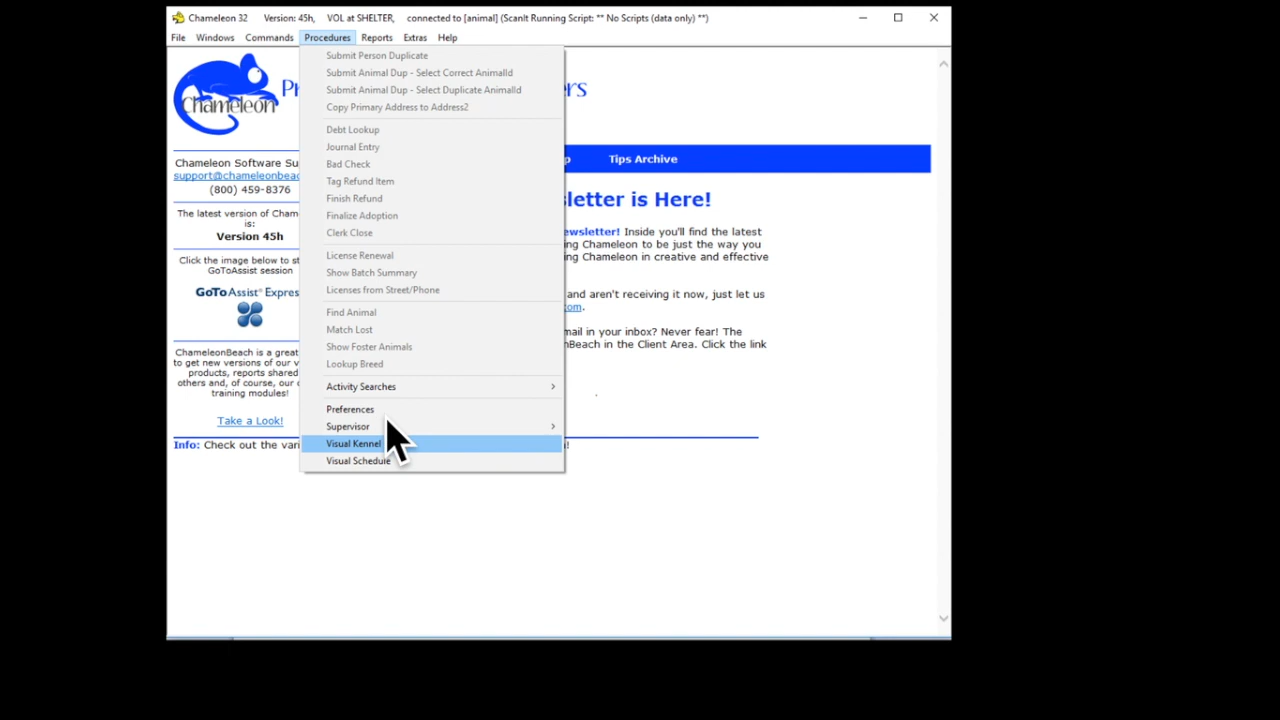 Chameleon 32 Version: 45h, VOL at SHELTER, connected to [animal] (ScanIt Running Script: ** No Scripts (data only) **)
File Windows Commands Procedures Reports Extras Help
Submit Person Duplicate
Submit Animal Dup - Select Correct AnimalId
Submit Animal Dup - Select Duplicate AnimalId
Copy Primary Address to Address2
Debt Lookup
Journal Entry
Bad Check
Tag Refund Item
Finish Refund
Finalize Adoption
Clerk Close
License Renewal
Show Batch Summary
Licenses from Street/Phone
Find Animal
Match Lost
Show Foster Animals
Lookup Breed
Activity Searches
Preferences
Supervisor
Visual Kennel
Visual Schedule
Chameleon
Pr
ers
p Tips Archive
Chameleon Software Su
support@chameleonbeac
(800) 459-8376
The latest version of Cham
is:
Version 45h
Click the image below to st
GoToAssist session
GoToAssist Expres
ChameleonBeach is a great
to get new versions of our v
products, reports shared
others and, of course, our o
training modules!
Take a Look!
sletter is Here!
ewsletter! Inside you'll find the latest
ing Chameleon to be just the way you
ing Chameleon in creative and effective
and aren't receiving it now, just let us
com.
mail in your inbox? Never fear! The
nBeach in the Client Area. Click the link
Info: Check out the vari
!